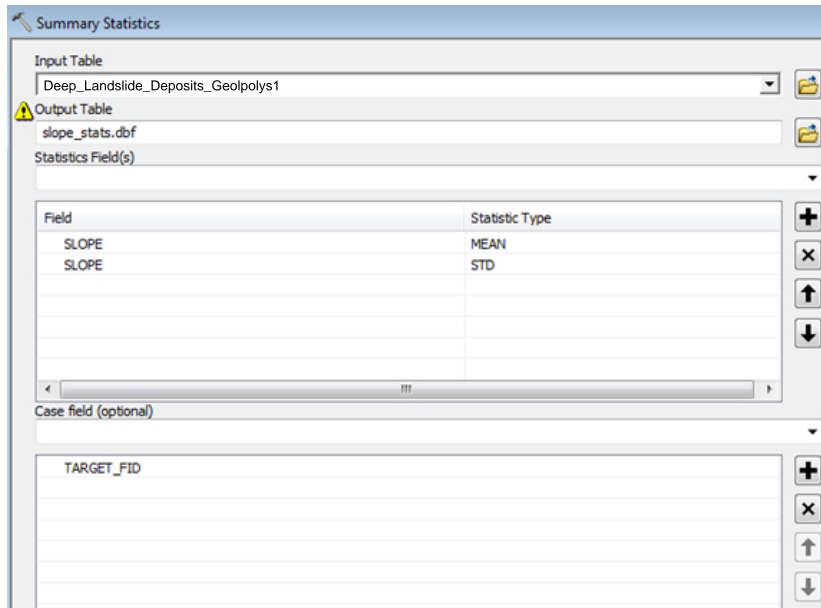 Summary Statistics
Input Table
Deep_Landslide_Deposits_Geolpolys1
Output Table
slope_stats.dbf
Statistics Field(s)
Field Statistic Type
SLOPE MEAN
SLOPE STD
Case field (optional)
TARGET_FID